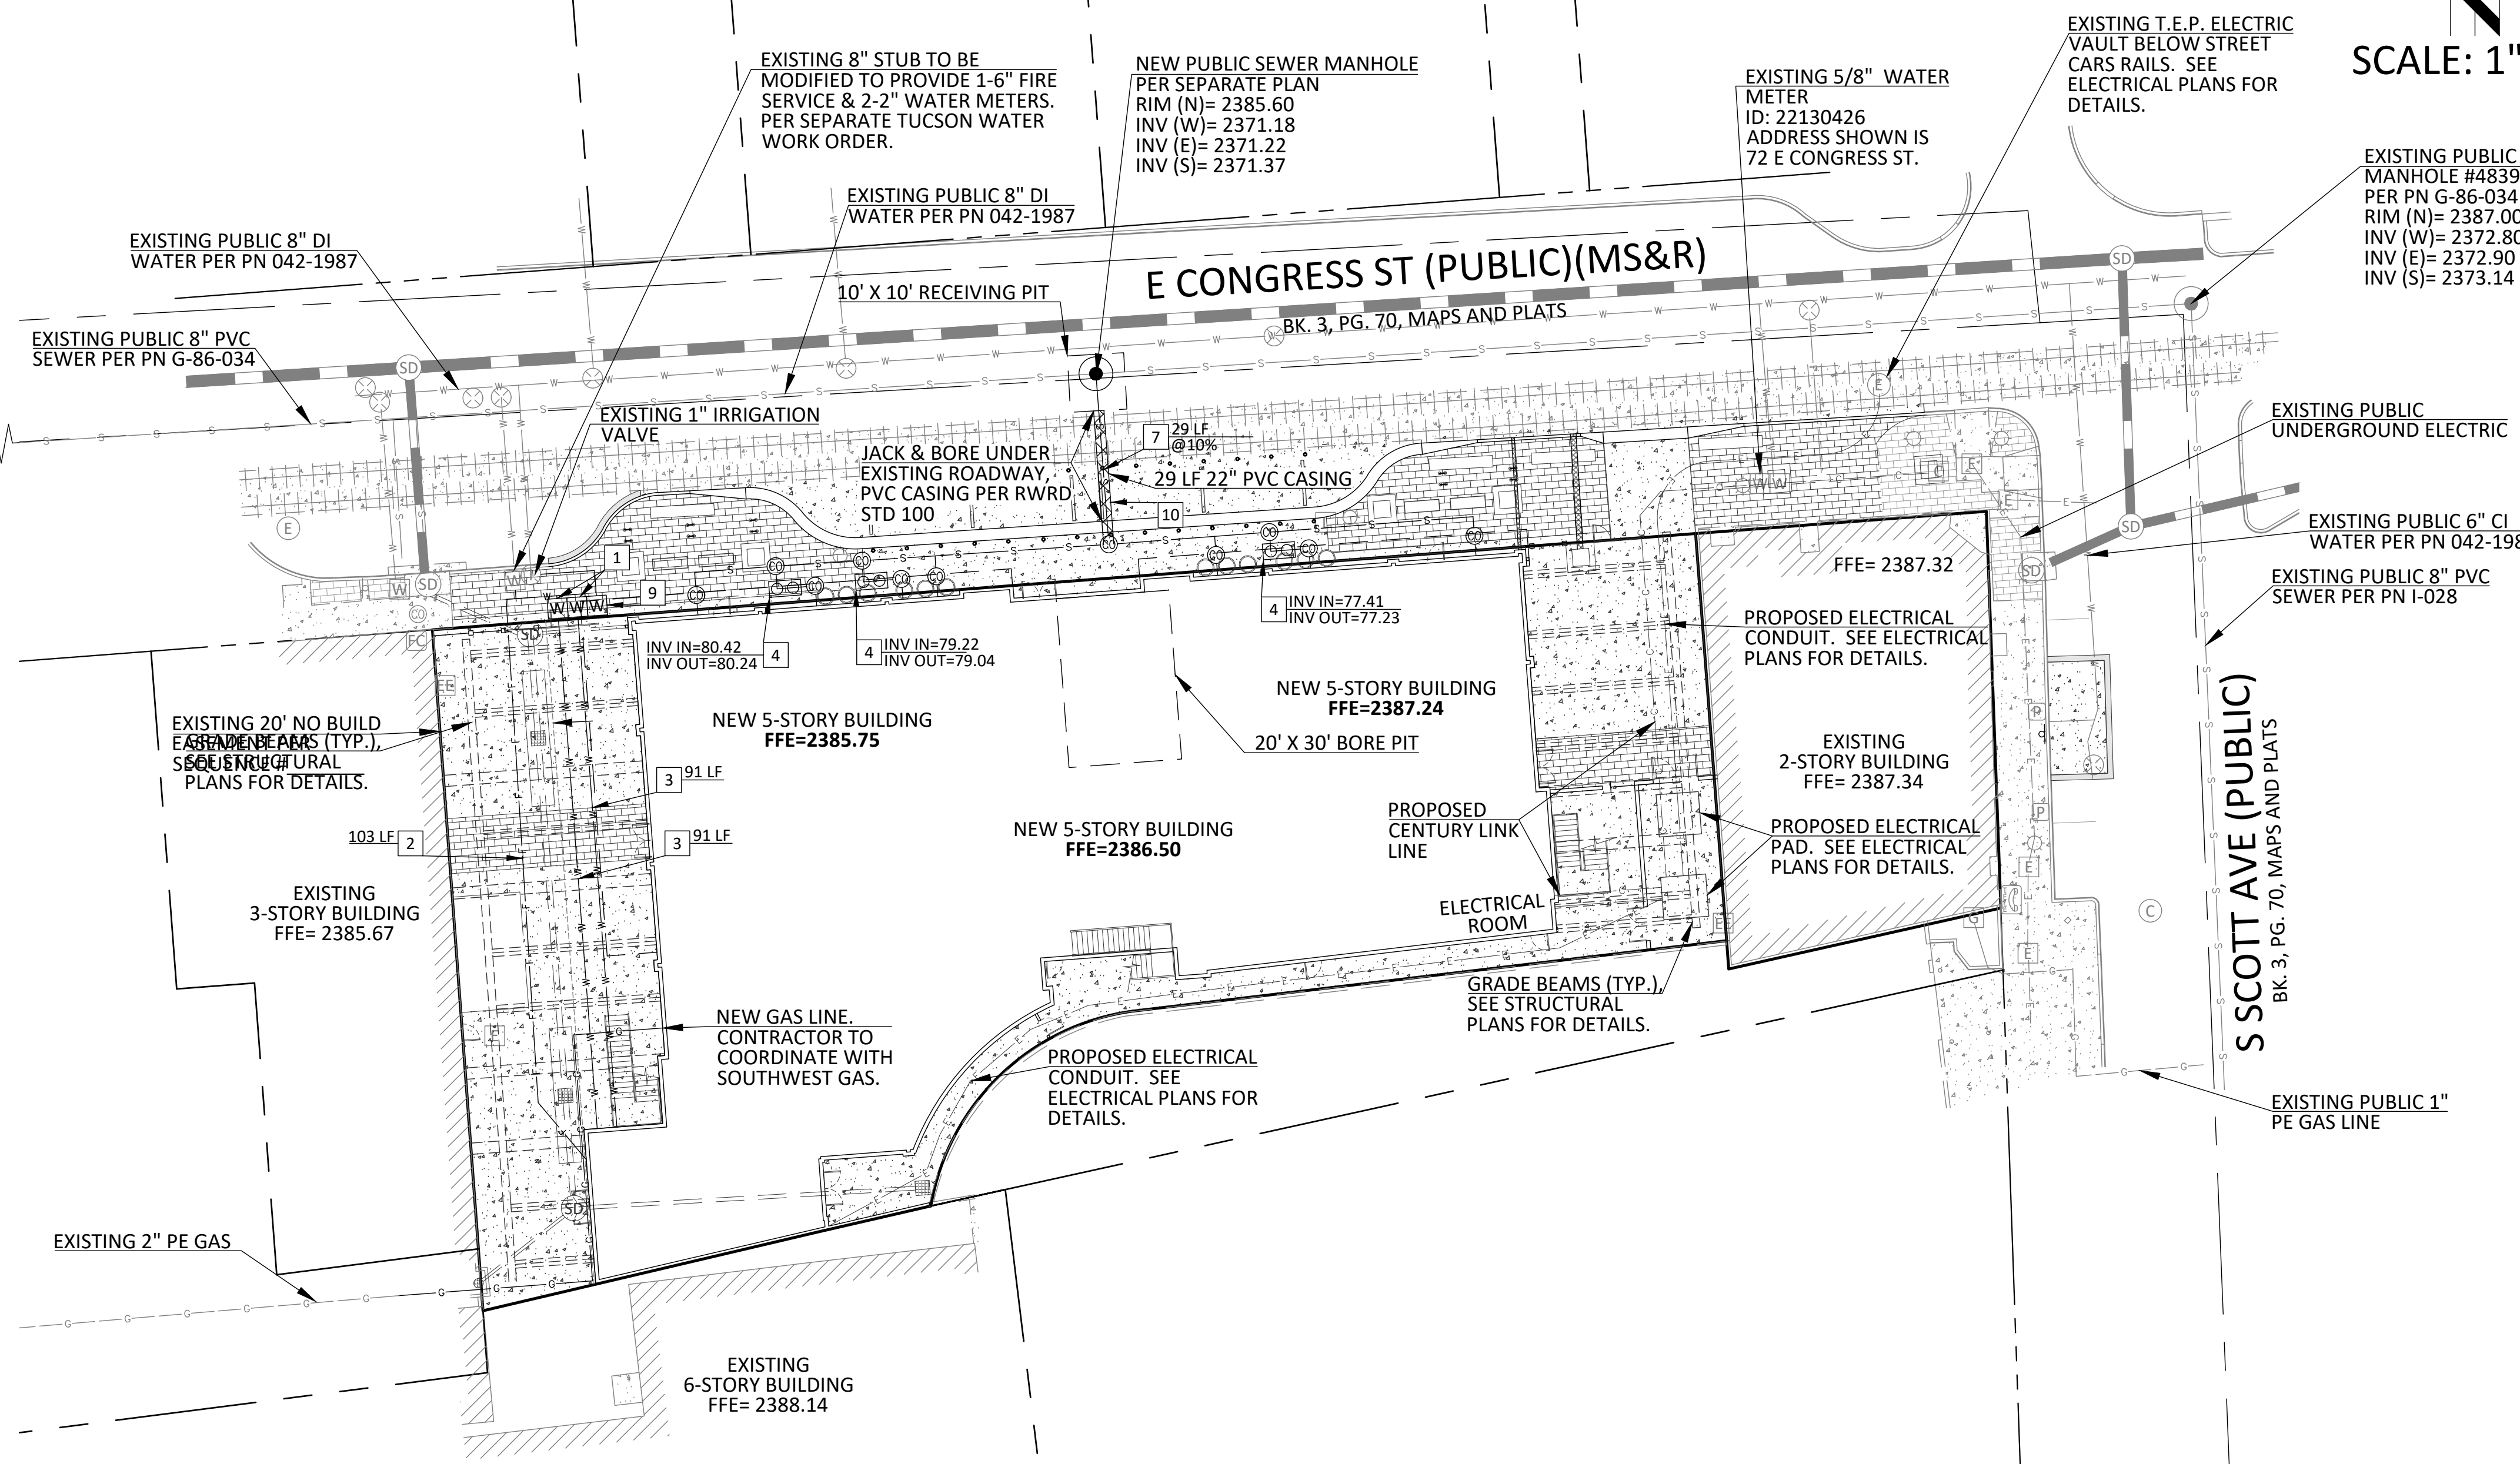 SCALE: 1"
EXISTING T.E.P. ELECTRIC
VAULT BELOW STREET
CARS RAILS. SEE
ELECTRICAL PLANS FOR
DETAILS.
EXISTING 8" STUB TO BE
MODIFIED TO PROVIDE 1-6" FIRE
SERVICE & 2-2" WATER METERS.
PER SEPARATE TUCSON WATER
WORK ORDER.
NEW PUBLIC SEWER MANHOLE
PER SEPARATE PLAN
RIM (N)= 2385.60
INV (W)= 2371.18
INV (E)= 2371.22
INV (S)= 2371.37
EXISTING 5/8" WATER
METER
ID: 22130426
ADDRESS SHOWN IS
72 E CONGRESS ST.
EXISTING PUBLIC
MANHOLE #4839
PER PN G-86-034
RIM (N)= 2387.00
INV (W)= 2372.80
INV (E)= 2372.90
INV (S)= 2373.14
EXISTING PUBLIC 8" DI
WATER PER PN 042-1987
EXISTING PUBLIC 8" DI
WATER PER PN 042-1987
E CONGRESS ST (PUBLIC)(MS&R)
BK. 3, PG. 70, MAPS AND PLATS
10' X 10' RECEIVING PIT
EXISTING PUBLIC 8" PVC
SEWER PER PN G-86-034
EXISTING 1" IRRIGATION
VALVE
JACK & BORE UNDER
EXISTING ROADWAY,
PVC CASING PER RWRD
STD 100
7
29 LF
@10%
29 LF 22" PVC CASING
10
EXISTING PUBLIC
UNDERGROUND ELECTRIC
EXISTING PUBLIC 6" CI
WATER PER PN 042-198
EXISTING PUBLIC 8" PVC
SEWER PER PN I-028
1
9
FFE= 2387.32
4
INV IN=77.41
INV OUT=77.23
PROPOSED ELECTRICAL
CONDUIT. SEE ELECTRICAL
PLANS FOR DETAILS.
INV IN=80.42
INV OUT=80.24
4
4
INV IN=79.22
INV OUT=79.04
NEW 5-STORY BUILDING
FFE=2387.24
NEW 5-STORY BUILDING
FFE=2385.75
EXISTING 20' NO BUILD
EASEMENT PER
SEQUENCE #
GRADE BEAMS (TYP.),
SEE STRUCTURAL
PLANS FOR DETAILS.
20' X 30' BORE PIT
EXISTING
2-STORY BUILDING
FFE= 2387.34
3
91 LF
103 LF
2
3
91 LF
NEW 5-STORY BUILDING
FFE=2386.50
PROPOSED
CENTURY LINK
LINE
PROPOSED ELECTRICAL
PAD. SEE ELECTRICAL
PLANS FOR DETAILS.
S SCOTT AVE (PUBLIC)
BK. 3, PG. 70, MAPS AND PLATS
EXISTING
3-STORY BUILDING
FFE= 2385.67
ELECTRICAL
ROOM
GRADE BEAMS (TYP.),
SEE STRUCTURAL
PLANS FOR DETAILS.
NEW GAS LINE.
CONTRACTOR TO
COORDINATE WITH
SOUTHWEST GAS.
PROPOSED ELECTRICAL
CONDUIT. SEE
ELECTRICAL PLANS FOR
DETAILS.
EXISTING PUBLIC 1"
PE GAS LINE
EXISTING 2" PE GAS
EXISTING
6-STORY BUILDING
FFE= 2388.14